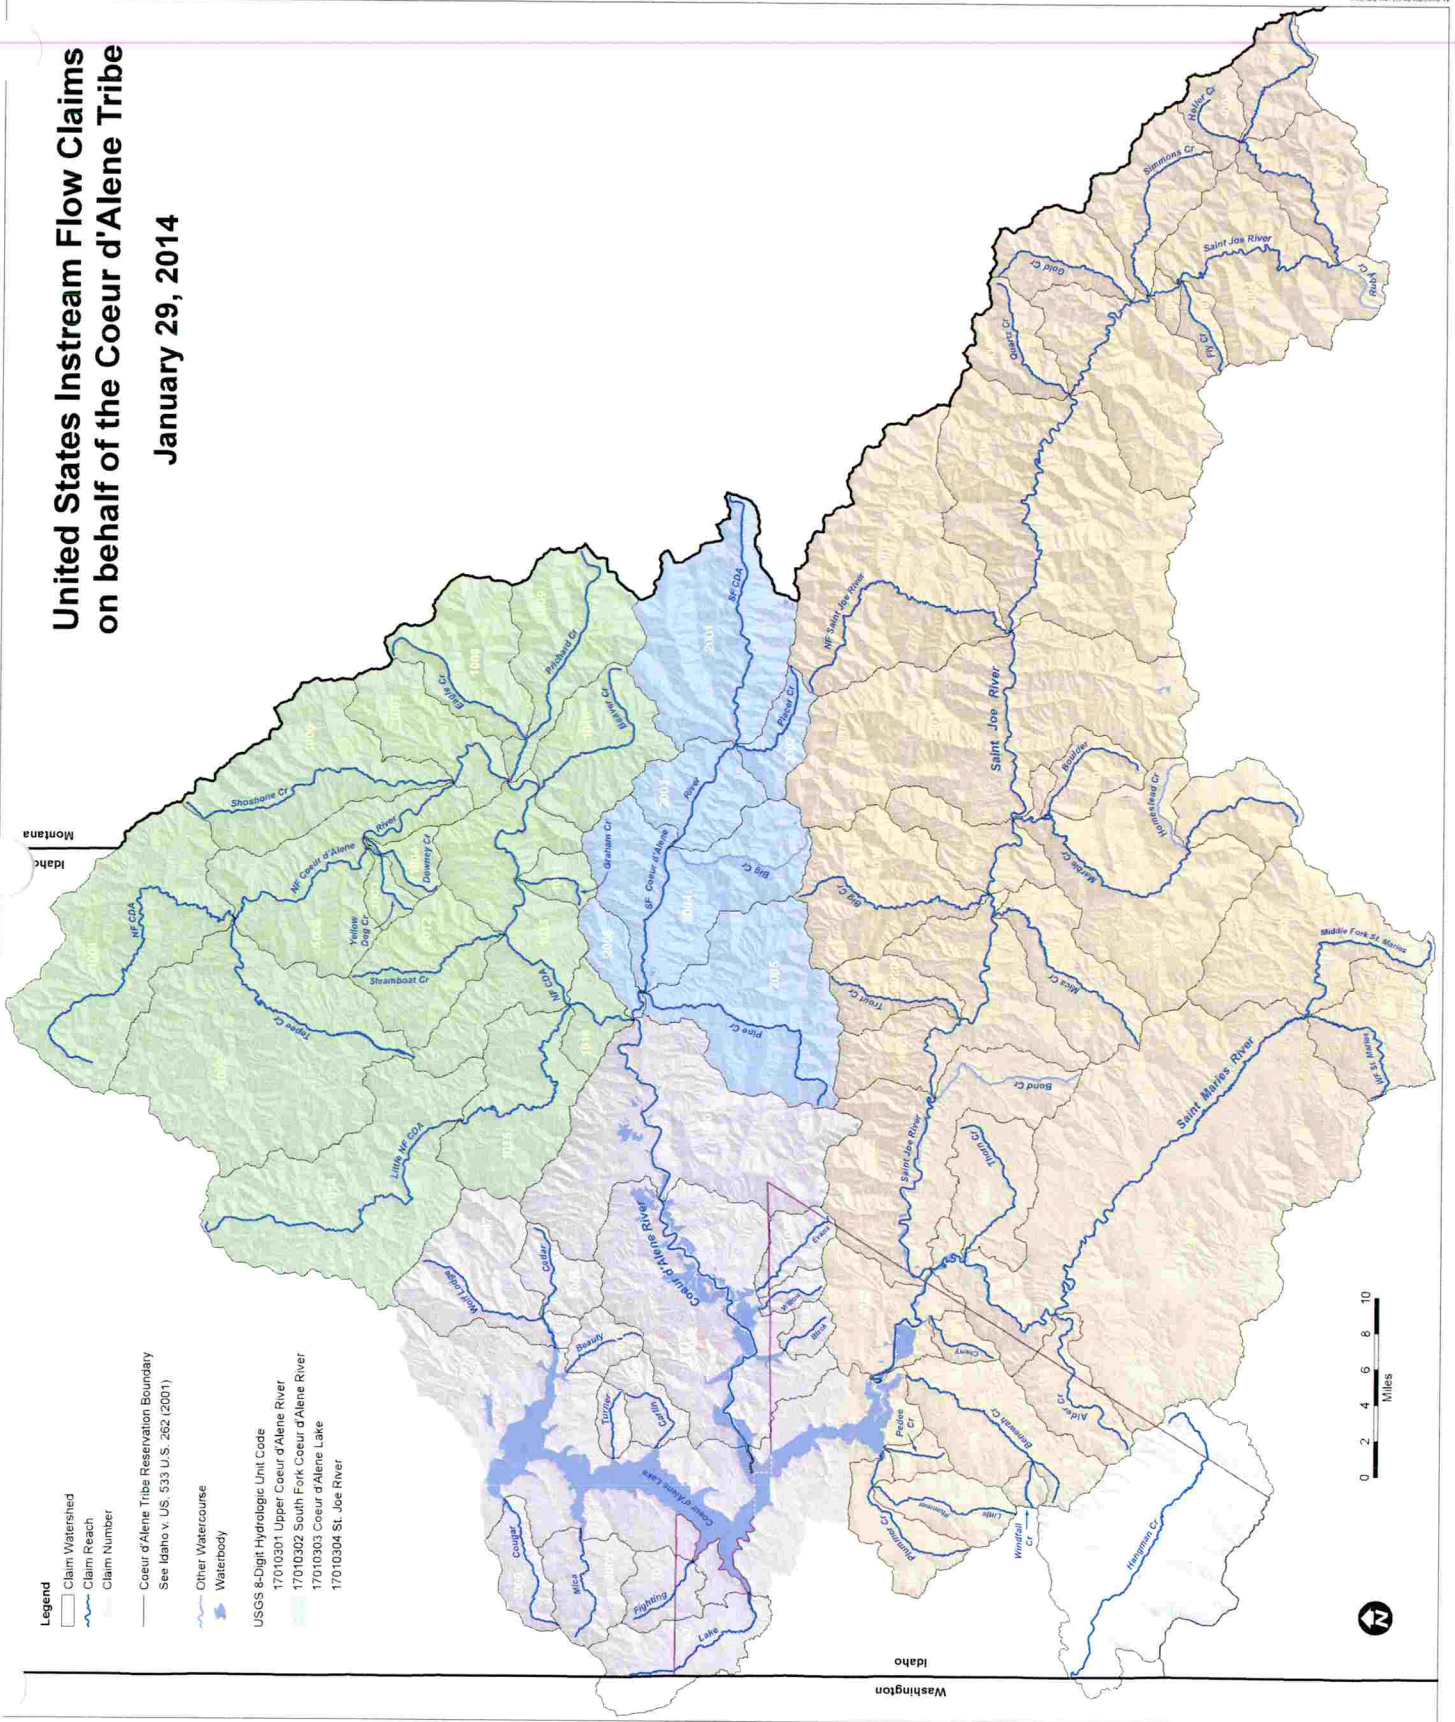 United States Instream Flow Claims
on behalf of the Coeur d'Alene Tribe
January 29, 2014
Legend
Claim Watershed
Claim Reach
Claim Number
Coeur d'Alene Tribe Reservation Boundary
See Idaho v. US, 533 U.S. 262 (2001)
Other Watercourse
Waterbody
USGS 8-Digit Hydrologic Unit Code
17010301 Upper Coeur d'Alene River
17010302 South Fork Coeur d'Alene River
17010303 Coeur d'Alene Lake
17010304 St. Joe River
Montana
Idaho
Washington
Idaho
NF CDA
Shoshone Cr
NF Coeur d'Alene
River
Yellow
Dog Cr
Downey Cr
Steamboat Cr
Tepee Cr
Little NF CDA
NF CDA
Eagle Cr
Prichard Cr
Beaver Cr
Graham Cr
SF CDA
2001
Placer Cr
SF Coeur d'Alene
River
Big Cr
Pine Cr
Wolf Lodge
Cedar
Beauty
Turner
Carlin
Cougar
Mica
Fighting
Lake
Coeur d'Alene Lake
Coeur d'Alene River
Evans
Willow
Birch
NF Saint Joe River
Saint Joe River
Big Cr
Trout Cr
Mica Cr
Marble Cr
Boulder
Homestead Cr
Quartz Cr
Gold Cr
Simmons Cr
Heller Cr
Saint Joe River
Fly Cr
Ruby
Cr
Middle Fork St. Maries
WF St. Maries
Saint Maries River
Bond Cr
Saint Joe River
Thorn Cr
Cherry
Alder Cr
Benewah Cr
Pedee
Cr
Plummer Cr
Little
Plummer
Windfall
Cr
Hangman Cr
0 2 4 6 8 10
Miles
N